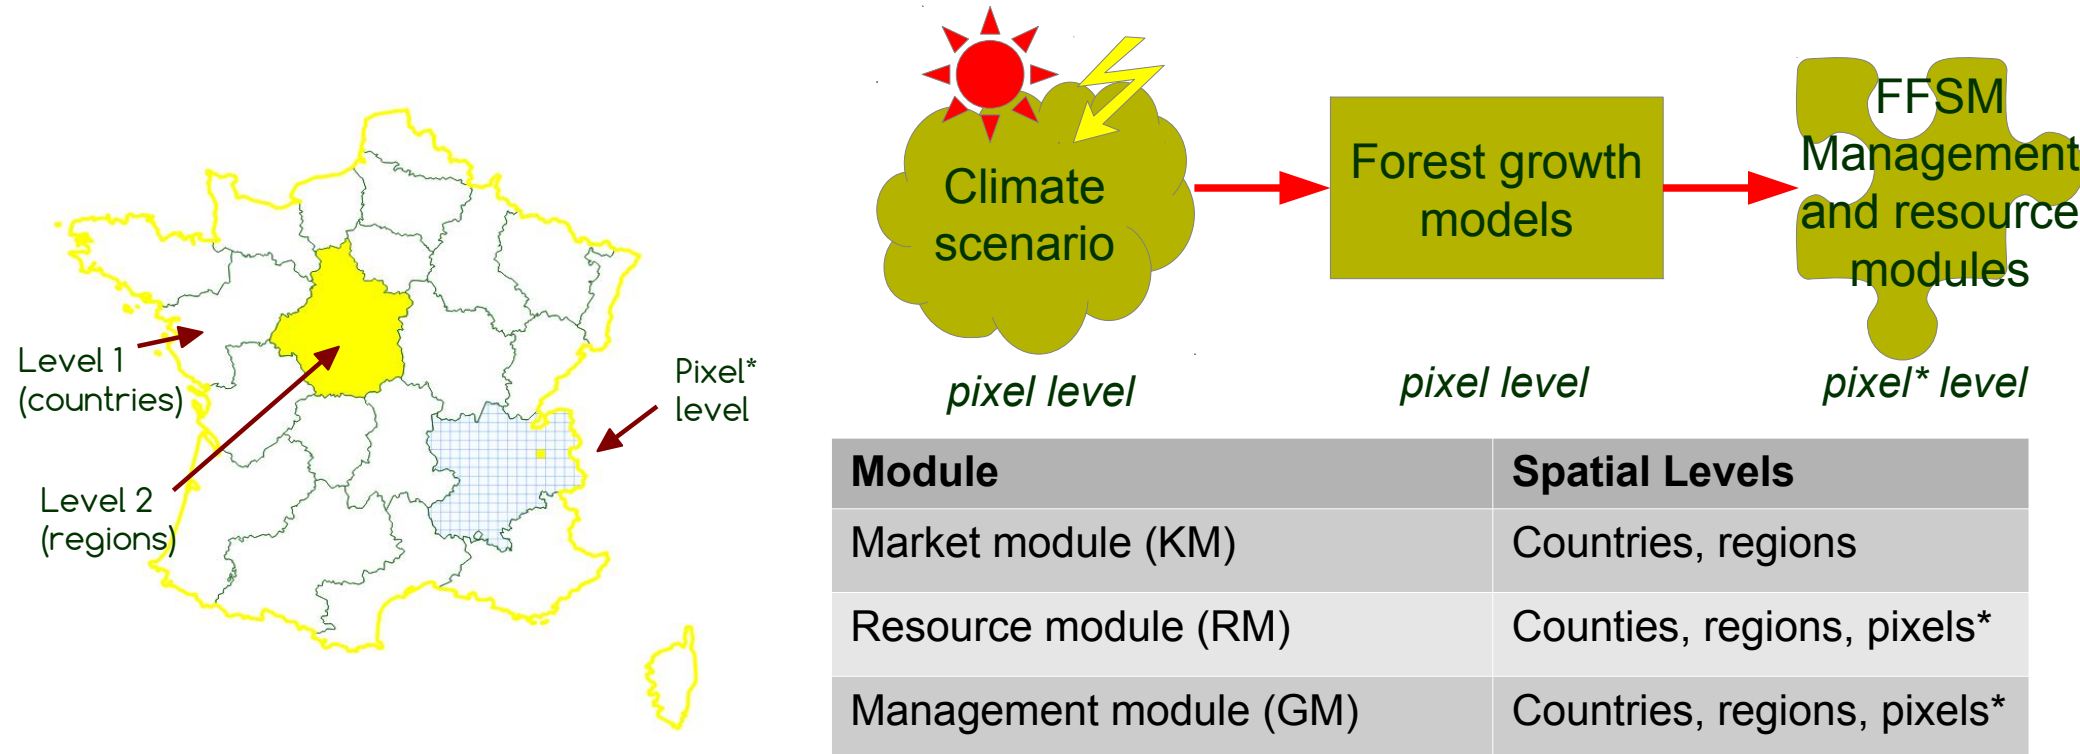 Level 1
(countries)
Level 2
(regions)
Pixel*
level
Climate
scenario
pixel level
Forest growth
models
pixel level
FFSM
Management
and resource
modules
pixel* level
Module Spatial Levels
Market module (KM) Countries, regions
Resource module (RM) Counties, regions, pixels*
Management module (GM) Countries, regions, pixels*